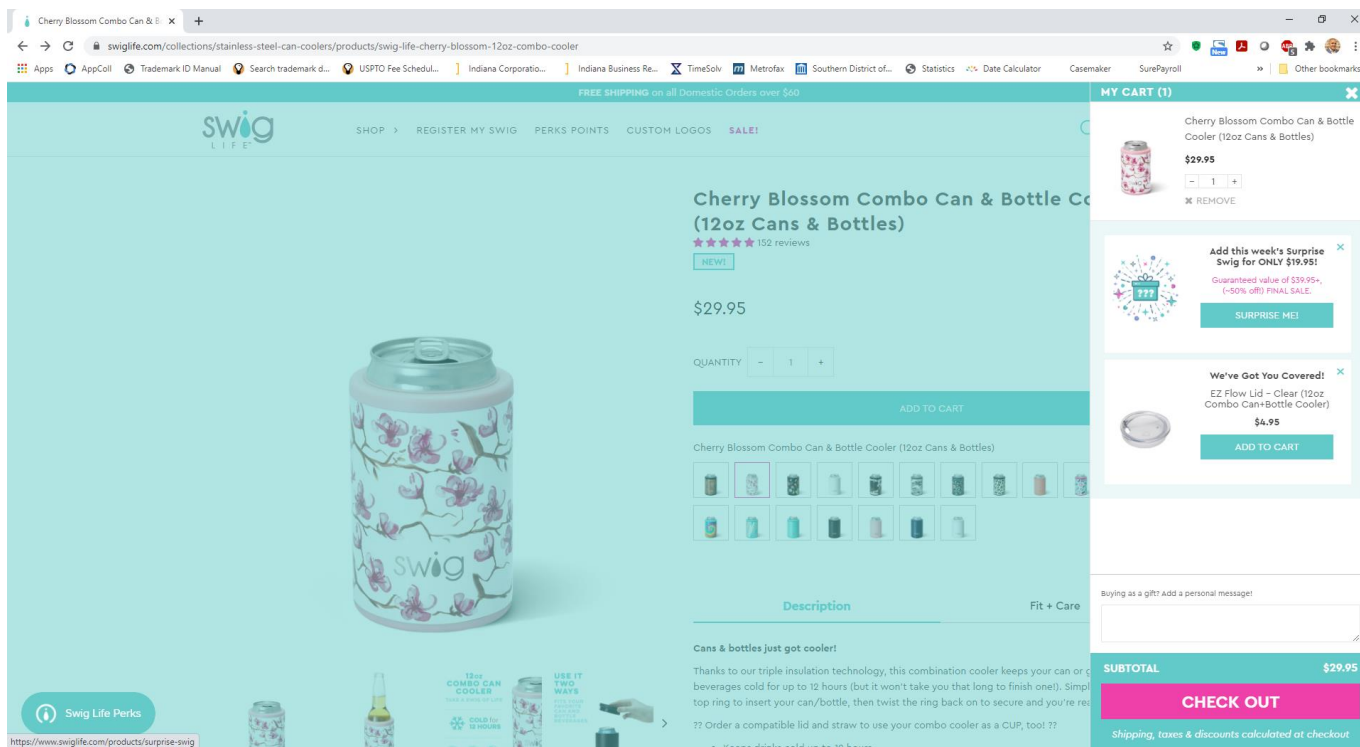 Cherry Blossom Combo Can & B
swiglife.com/collections/stainless-steel-can-coolers/products/swig-life-cherry-blossom-12oz-combo-cooler
New
5
Apps AppColl Trademark ID Manual Search trademark d... USPTO Fee Schedul... Indiana Corporatio... Indiana Business Re... TimeSolv Metrofax Southern District of... Statistics Date Calculator Casemaker SurePayroll » Other bookmarks
FREE SHIPPING on all Domestic Orders over $60
swig
LIFE
SHOP > REGISTER MY SWIG PERKS POINTS CUSTOM LOGOS SALE!
Cherry Blossom Combo Can & Bottle Co
(12oz Cans & Bottles)
152 reviews
NEW!
$29.95
QUANTITY - 1 +
ADD TO CART
Cherry Blossom Combo Can & Bottle Cooler (12oz Cans & Bottles)
swig
Description Fit + Care
Cans & bottles just got cooler!
Thanks to our triple insulation technology, this combination cooler keeps your can or
beverages cold for up to 12 hours (but it won't take you that long to finish one!). Simpl
top ring to insert your can/bottle, then twist the ring back on to secure and you're rea
?? Order a compatible lid and straw to use your combo cooler as a CUP, too! ??
12oz
COMBO CAN
COOLER
COLD for
12 HOURS
USE IT
TWO
WAYS
Swig Life Perks
https://www.swiglife.com/products/surprise-swig
MY CART (1)
Cherry Blossom Combo Can & Bottle
Cooler (12oz Cans & Bottles)
$29.95
- 1 +
REMOVE
Add this week's Surprise
Swig for ONLY $19.95!
Guaranteed value of $39.95+,
(~50% off!) FINAL SALE.
???
SURPRISE ME!
We've Got You Covered!
EZ Flow Lid - Clear (12oz
Combo Can+Bottle Cooler)
$4.95
ADD TO CART
Buying as a gift? Add a personal message!
SUBTOTAL $29.95
CHECK OUT
Shipping, taxes & discounts calculated at checkout